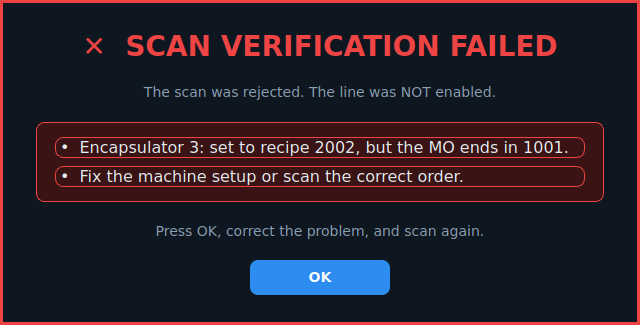 ✕ SCAN VERIFICATION FAILED
The scan was rejected. The line was NOT enabled.
• Encapsulator 3: set to recipe 2002, but the MO ends in 1001.
• Fix the machine setup or scan the correct order.
Press OK, correct the problem, and scan again.
OK